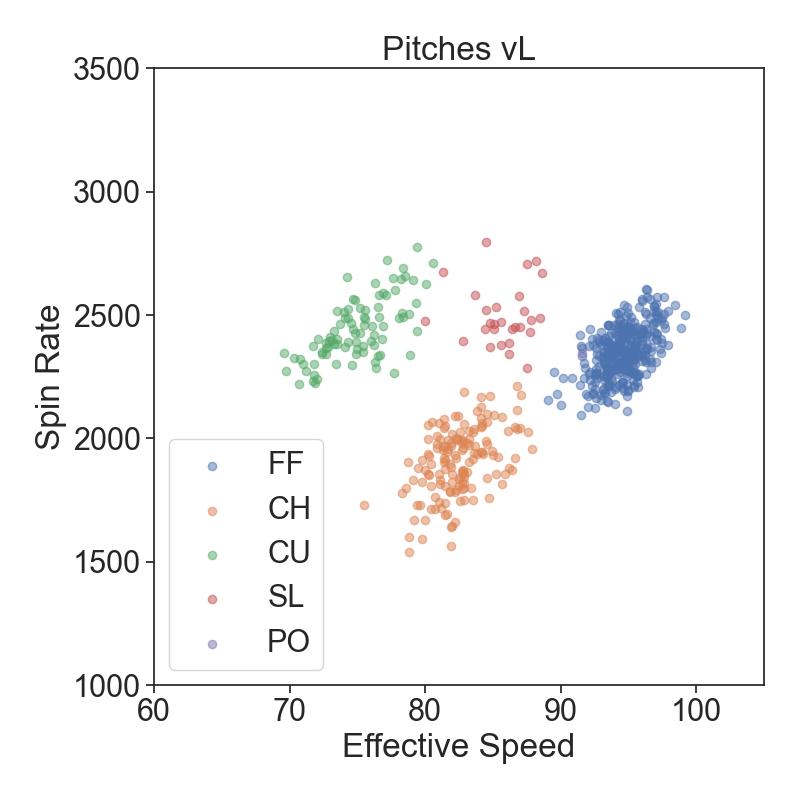 Pitches vL
3500
3000
2500
2000
1500
1000
Spin Rate
FF
CH
CU
SL
PO
60 70 80 90 100
Effective Speed